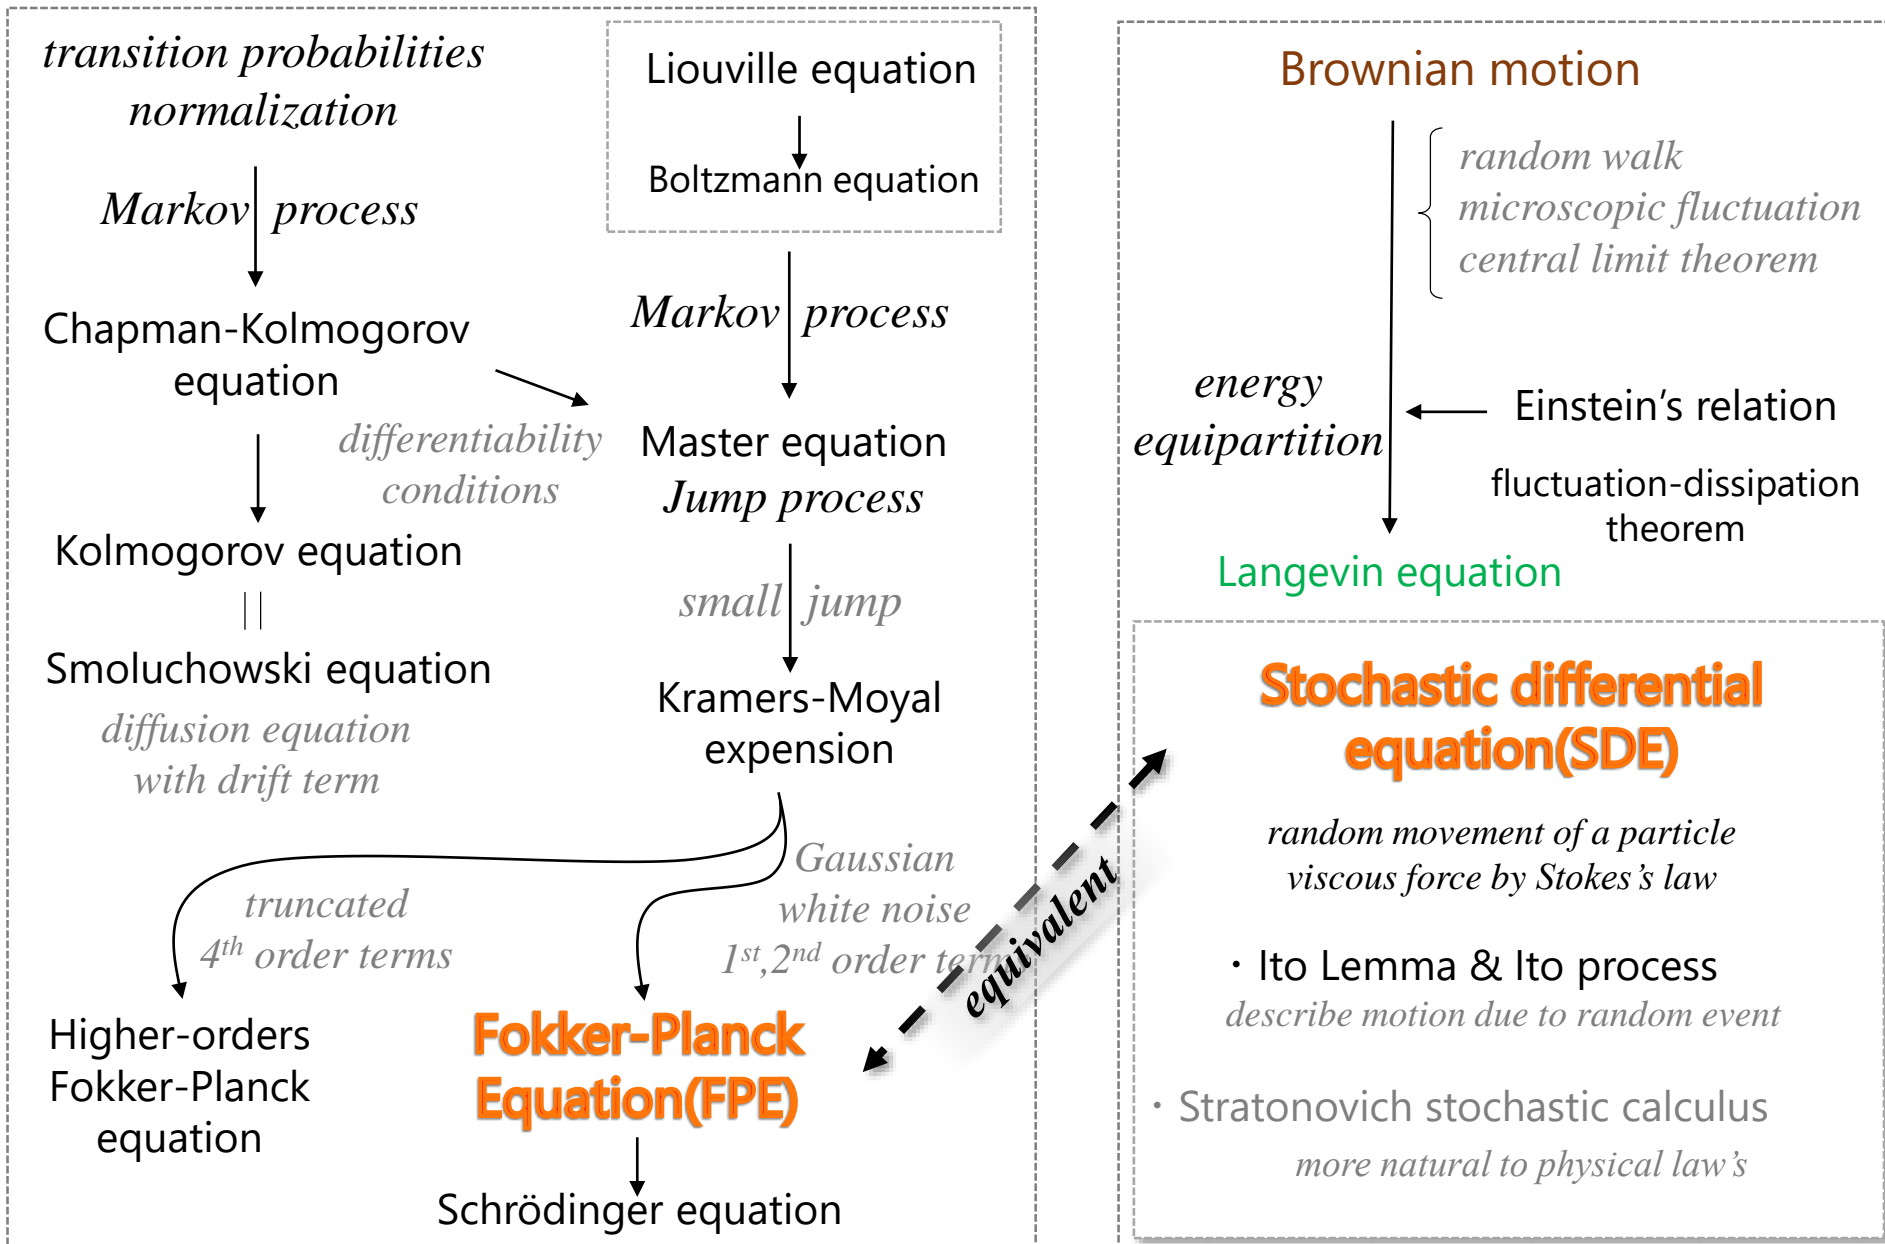 transition probabilities
normalization
Markov process
Chapman-Kolmogorov
equation
differentiability
conditions
Kolmogorov equation
||
Smoluchowski equation
diffusion equation
with drift term
Liouville equation
Boltzmann equation
Markov process
Master equation
Jump process
small jump
Kramers-Moyal
expension
truncated
4th order terms
Gaussian
white noise
1st,2nd order term
Higher-orders
Fokker-Planck
equation
Fokker-Planck
Equation(FPE)
Schrödinger equation
equivalent
Brownian motion
random walk
microscopic fluctuation
central limit theorem
energy
equipartition
Einstein’s relation
fluctuation-dissipation
theorem
Langevin equation
Stochastic differential
equation(SDE)
random movement of a particle
viscous force by Stokes’s law
· Ito Lemma & Ito process
describe motion due to random event
· Stratonovich stochastic calculus
more natural to physical law’s